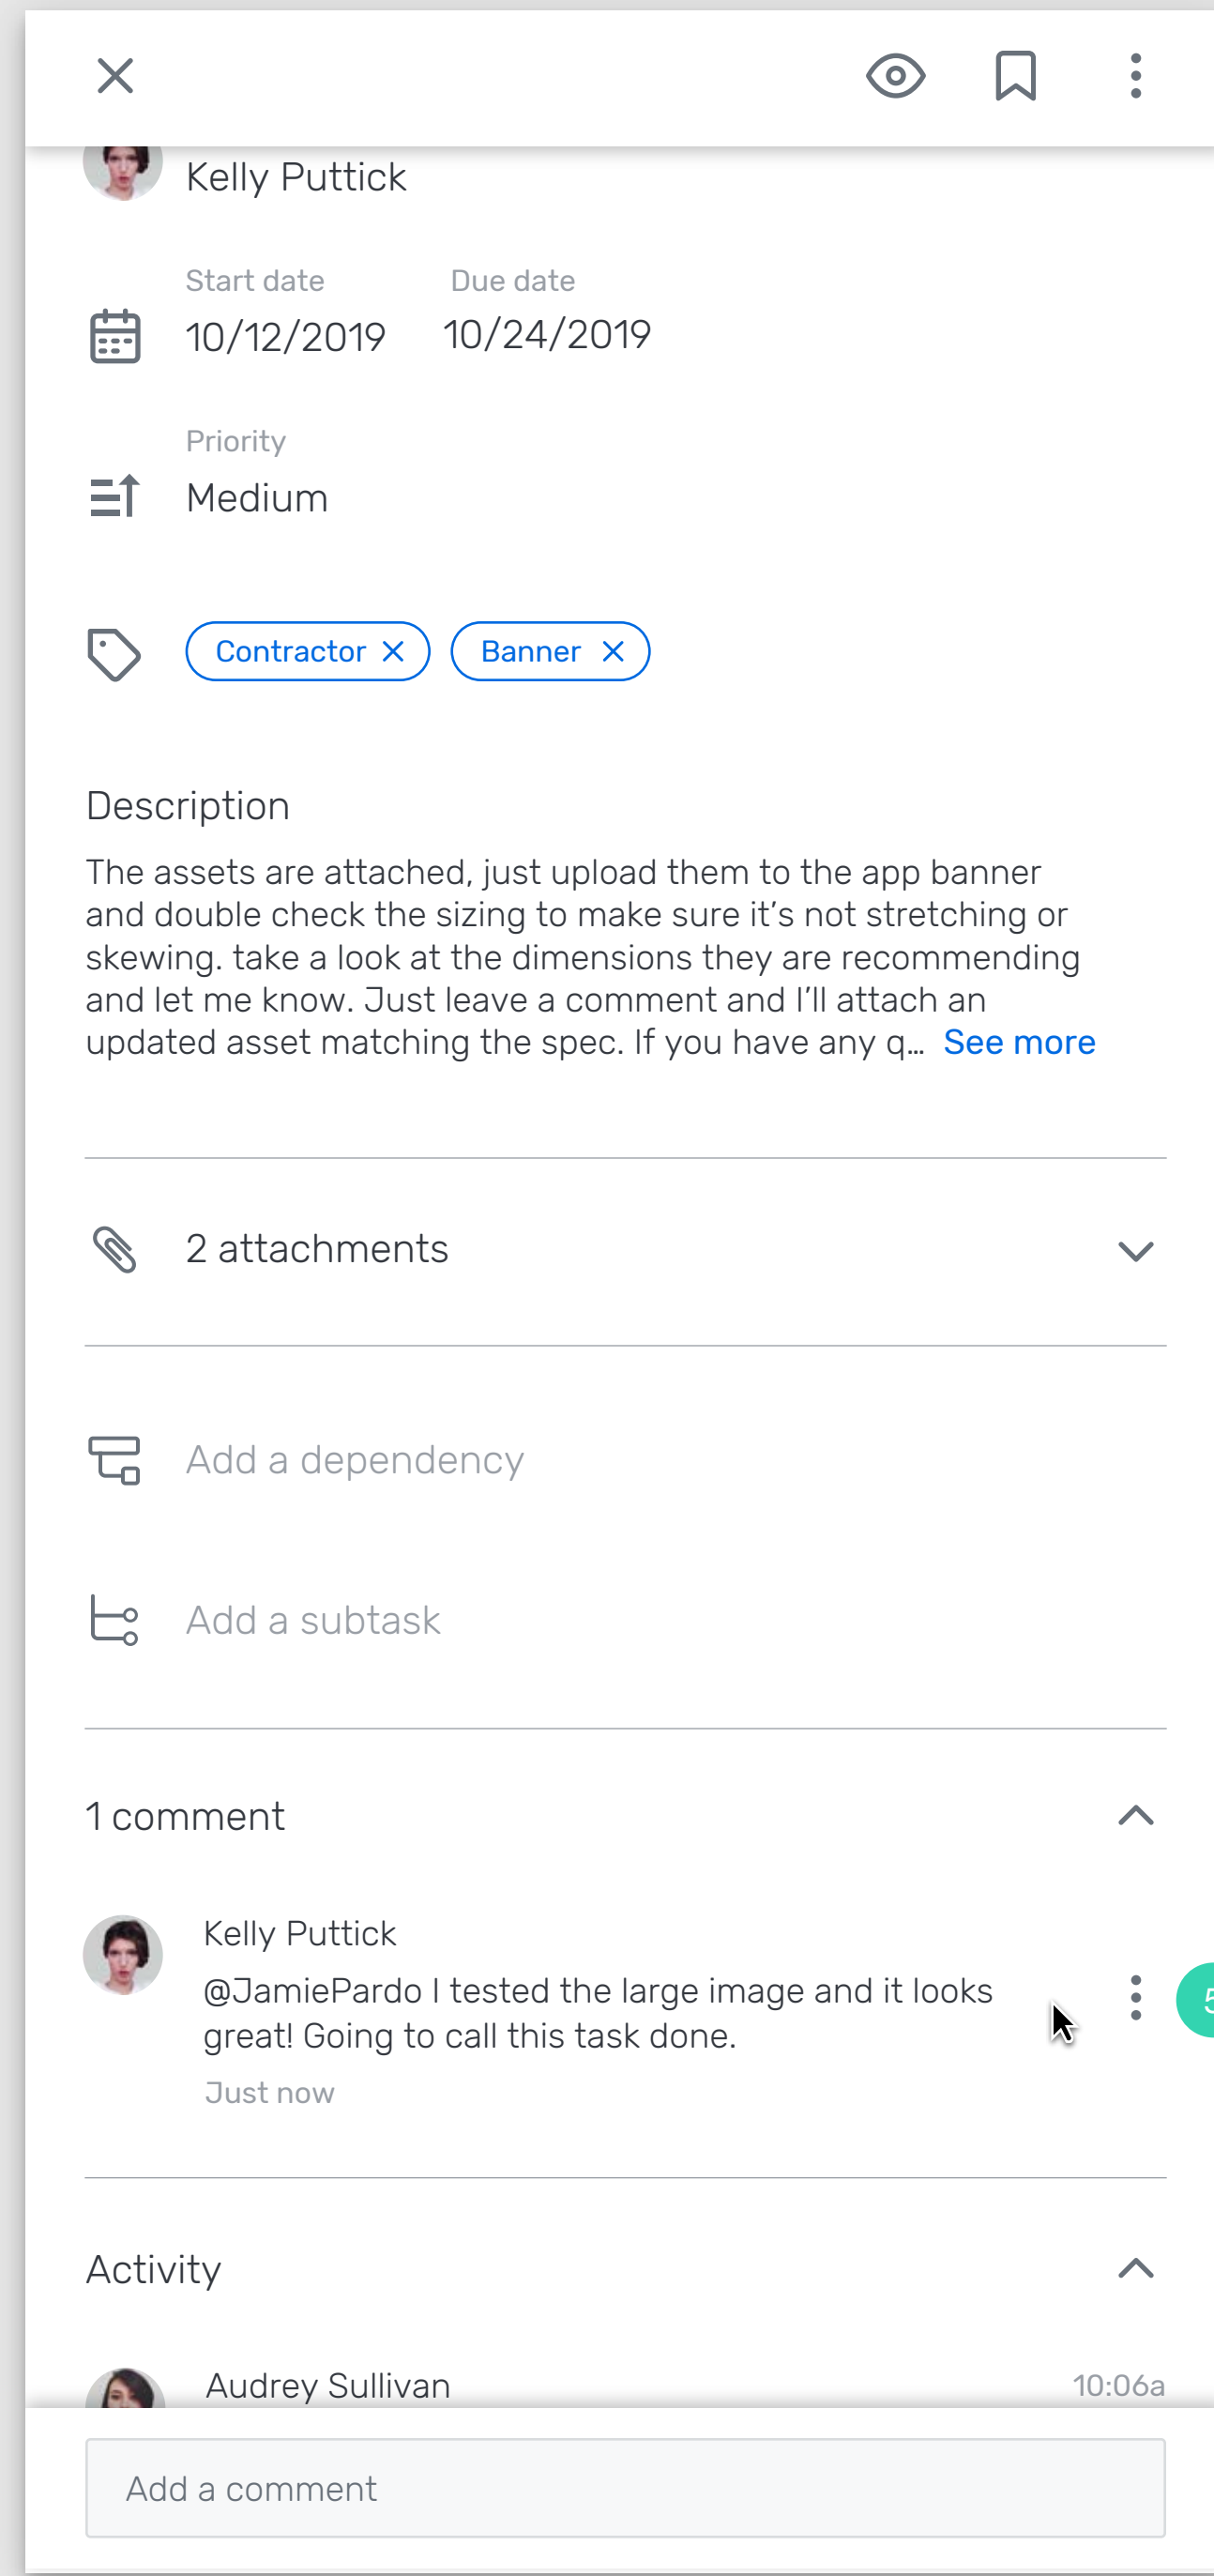 Kelly Puttick
Start date
Due date
10/12/2019
10/24/2019
Priority
Medium
Contractor
Banner
Description
The assets are attached, just upload them to the app banner
and double check the sizing to make sure it’s not stretching or
skewing. take a look at the dimensions they are recommending
and let me know. Just leave a comment and I’ll attach an
updated asset matching the spec. If you have any q... See more
2 attachments
Add a dependency
Add a subtask
1 comment
Kelly Puttick
@JamiePardo I tested the large image and it looks
great! Going to call this task done.
Just now
5
Activity
Audrey Sullivan
10:06a
Add a comment